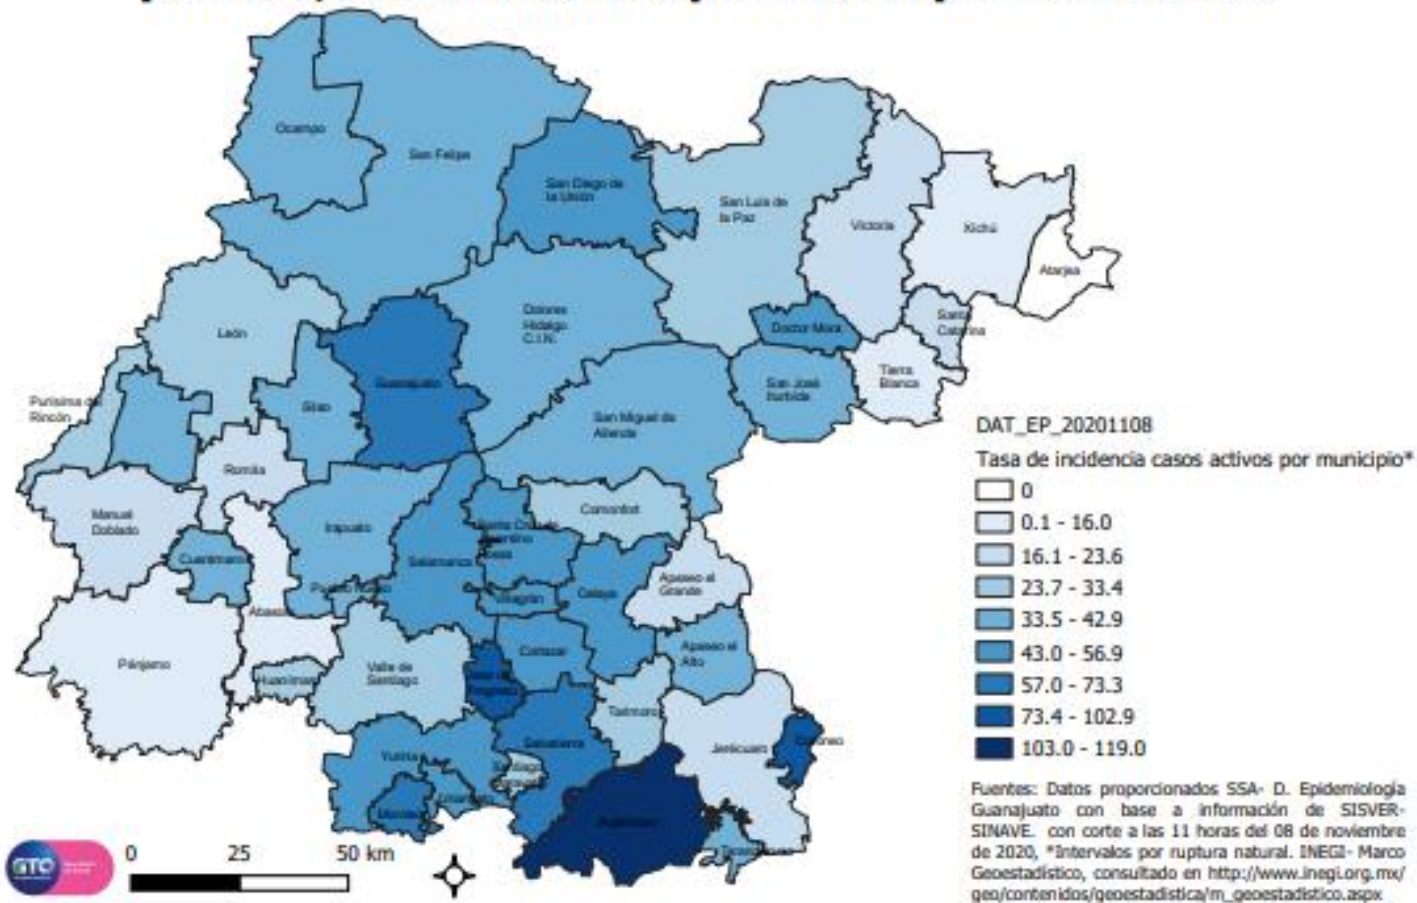 Ocampo
San Felipe
San Diego de
la Unión
San Luis de
la Paz
Victoria
Xichú
Atarjea
León
Dolores
Hidalgo
C.I.N.
Doctor Mora
Santa
Catarina
Tierra
Blanca
Guanajuato
Silao
San Miguel de
Allende
San José
Iturbide
Purísima del
Rincón
Romita
Manuel
Doblado
Irapuato
Comonfort
Cuerámaro
Salamanca
Villagrán
Celaya
Apaseo el
Grande
Abasolo
Pénjamo
Huanímaro
Valle de
Santiago
Cortazar
Apaseo el
Alto
Tarimoro
Jerécuaro
Salvatierra
Yuriria
Santiago
DAT_EP_20201108
Tasa de incidencia casos activos por municipio*
0
0.1 - 16.0
16.1 - 23.6
23.7 - 33.4
33.5 - 42.9
43.0 - 56.9
57.0 - 73.3
73.4 - 102.9
103.0 - 119.0
Fuentes: Datos proporcionados SSA- D. Epidemiología
Guanajuato con base a información de SISVER-
SINAVE. con corte a las 11 horas del 08 de noviembre
de 2020, *Intervalos por ruptura natural. INEGI- Marco
Geoestadístico, consultado en http://www.inegi.org.mx/
geo/contenidos/geoestadistica/m_geoestadistico.aspx
GTO
0 25 50 km